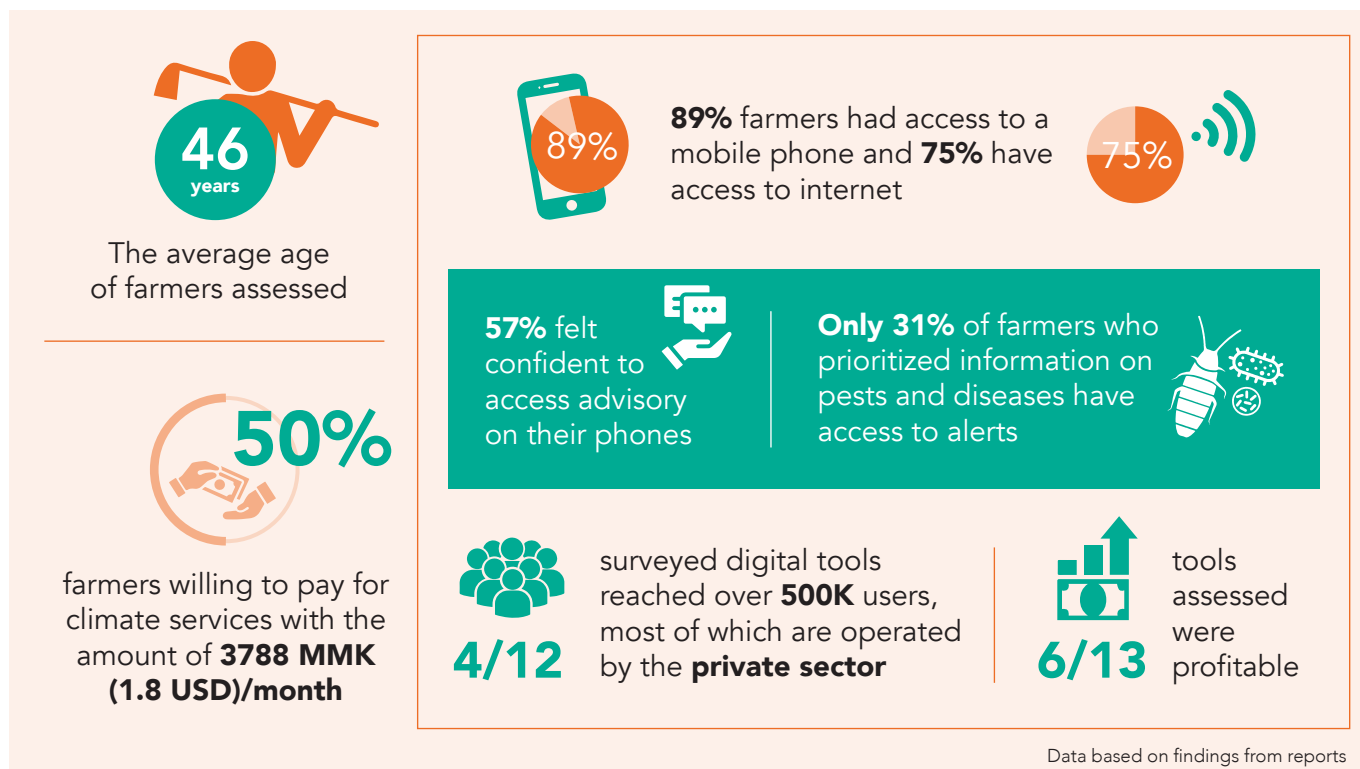 46
years
The average age
of farmers assessed
50%
farmers willing to pay for
climate services with the
amount of 3788 MMK
(1.8 USD)/month
89%
89% farmers had access to a
mobile phone and 75% have
access to internet
75%
57% felt
confident to
access advisory
on their phones
Only 31% of farmers who
prioritized information on
pests and diseases have
access to alerts
4/12
surveyed digital tools
reached over 500K users,
most of which are operated
by the private sector
6/13
tools
assessed
were
profitable
Data based on findings from reports